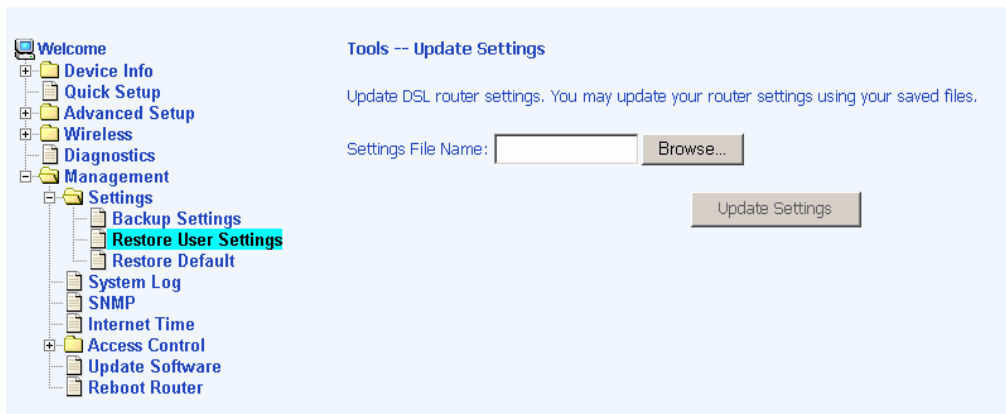 Welcome
Device Info
Quick Setup
Advanced Setup
Wireless
Diagnostics
Management
Settings
Backup Settings
Restore User Settings
Restore Default
System Log
SNMP
Internet Time
Access Control
Update Software
Reboot Router
Tools -- Update Settings
Update DSL router settings. You may update your router settings using your saved files.
Settings File Name: Browse...
Update Settings